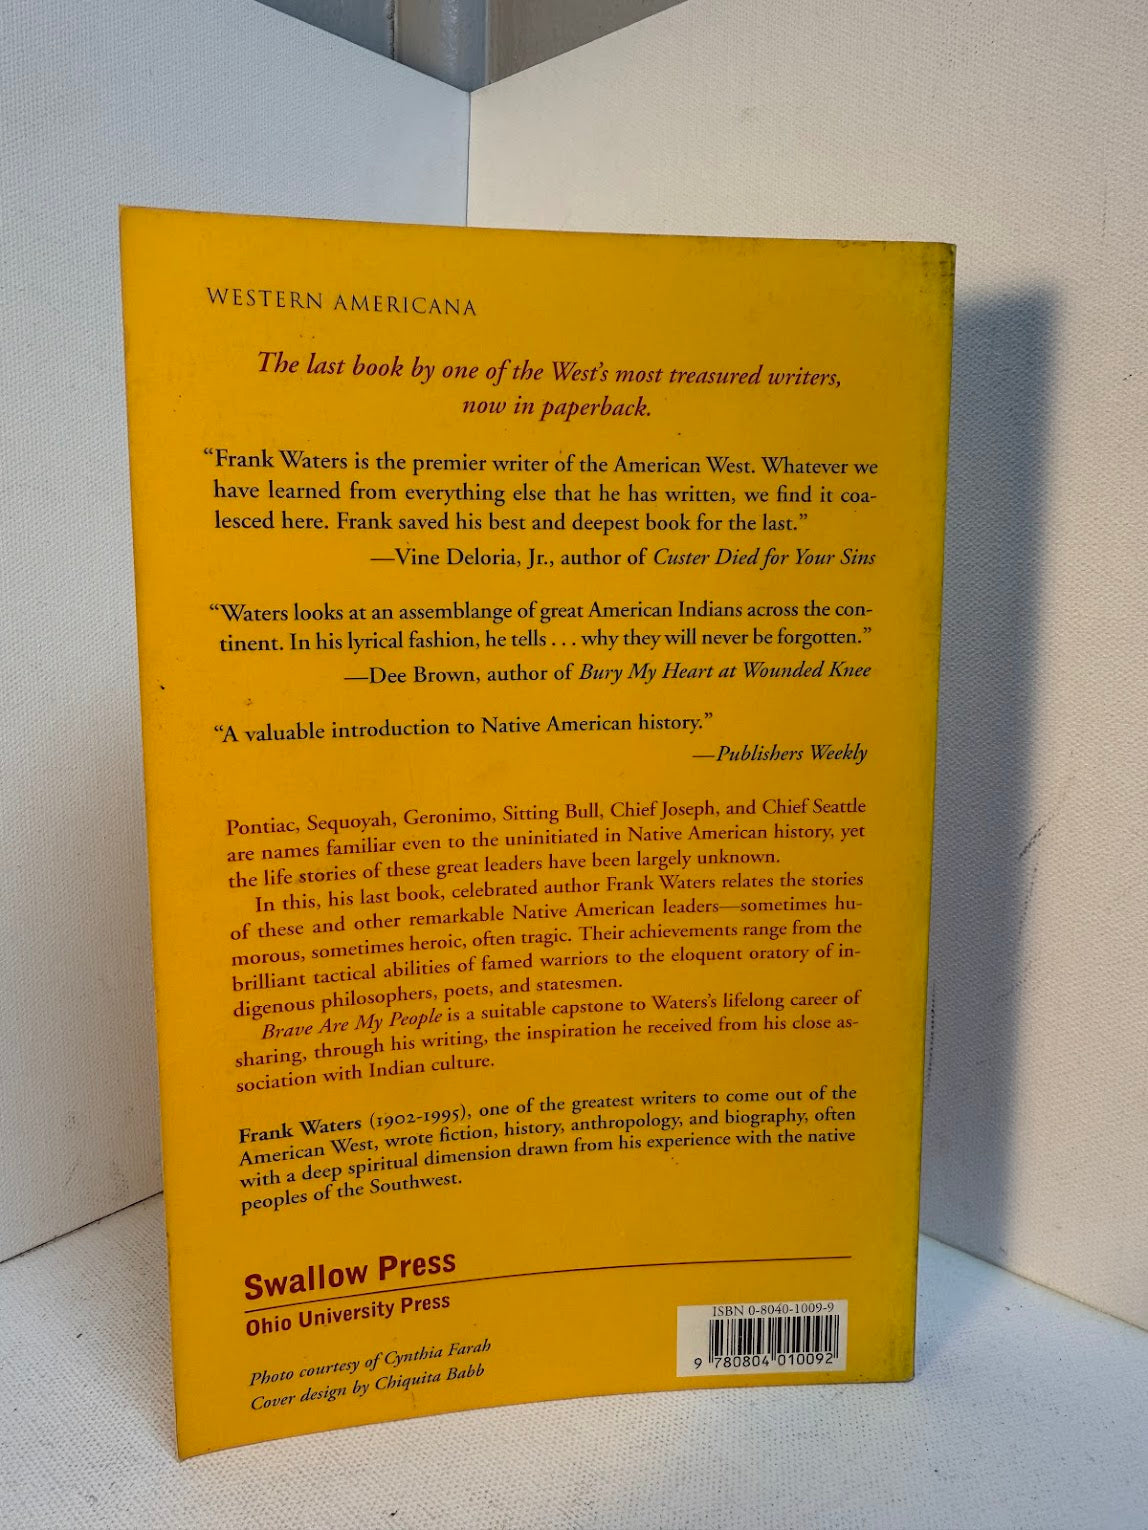 WESTERN AMERICANA
The last book by one of the West's most treasured writers,
now in paperback.
“Frank Waters is the premier writer of the American West. Whatever we
have learned from everything else that he has written, we find it coa-
lesced here. Frank saved his best and deepest book for the last.”
—Vine Deloria, Jr., author of Custer Died for Your Sins
“Waters looks at an assemblange of great American Indians across the con-
tinent. In his lyrical fashion, he tells . . . why they will never be forgotten.”
—Dee Brown, author of Bury My Heart at Wounded Knee
“A valuable introduction to Native American history.”
—Publishers Weekly
Pontiac, Sequoyah, Geronimo, Sitting Bull, Chief Joseph, and Chief Seattle
are names familiar even to the uninitiated in Native American history, yet
the life stories of these great leaders have been largely unknown.
In this, his last book, celebrated author Frank Waters relates the stories
of these and other remarkable Native American leaders—sometimes hu-
morous, sometimes heroic, often tragic. Their achievements range from the
brilliant tactical abilities of famed warriors to the eloquent oratory of in-
digenous philosophers, poets, and statesmen.
Brave Are My People is a suitable capstone to Waters's lifelong career of
sharing, through his writing, the inspiration he received from his close as-
sociation with Indian culture.
Frank Waters (1902-1995), one of the greatest writers to come out of the
American West, wrote fiction, history, anthropology, and biography, often
with a deep spiritual dimension drawn from his experience with the native
peoples of the Southwest.
Swallow Press
Ohio University Press
Photo courtesy of Cynthia Farah
Cover design by Chiquita Babb
ISBN 0-8040-1009-9
9 780804 010092